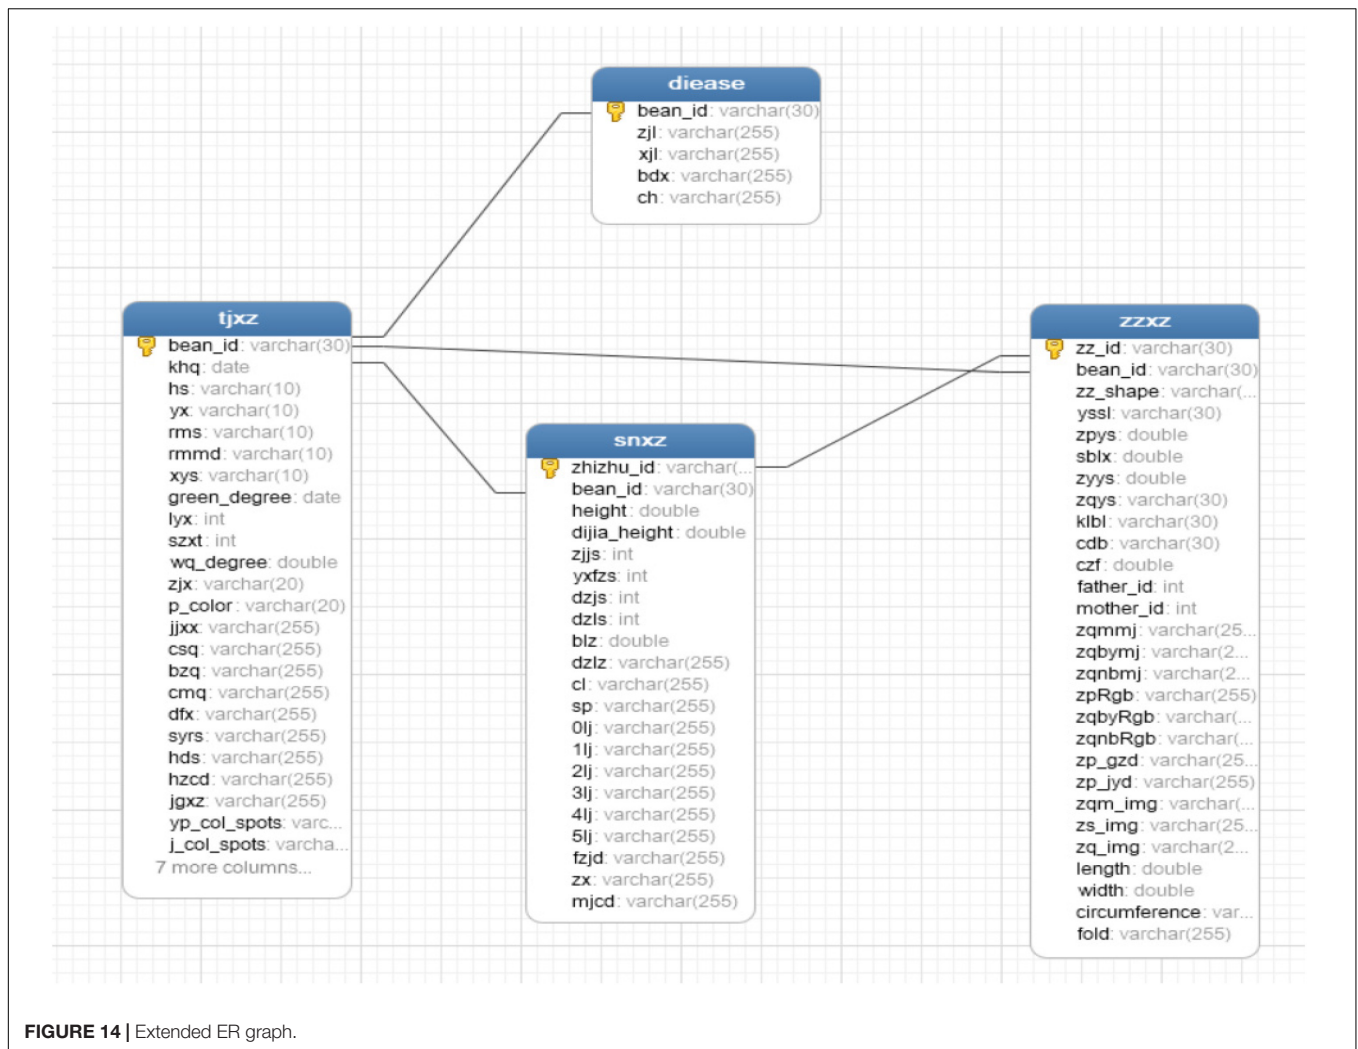 diease
bean_id: varchar(30)
zjl: varchar(255)
xjl: varchar(255)
bdx: varchar(255)
ch: varchar(255)
tjxz
bean_id: varchar(30)
khq: date
hs: varchar(10)
yx: varchar(10)
rms: varchar(10)
rmmd: varchar(10)
xys: varchar(10)
green_degree: date
lyx: int
szxt: int
wq_degree: double
zjx: varchar(20)
p_color: varchar(20)
jjxx: varchar(255)
csq: varchar(255)
bzq: varchar(255)
cmq: varchar(255)
dfx: varchar(255)
syrs: varchar(255)
hds: varchar(255)
hzcd: varchar(255)
jgxz: varchar(255)
yp_col_spots: varc...
j_col_spots: varcha...
7 more columns...
snxz
zhizhu_id: varchar(...
bean_id: varchar(30)
height: double
dijia_height: double
zjjs: int
yxfzs: int
dzjs: int
dzls: int
blz: double
dzlz: varchar(255)
cl: varchar(255)
sp: varchar(255)
0lj: varchar(255)
1lj: varchar(255)
2lj: varchar(255)
3lj: varchar(255)
4lj: varchar(255)
5lj: varchar(255)
fzjd: varchar(255)
zx: varchar(255)
mjcd: varchar(255)
zzxz
zz_id: varchar(30)
bean_id: varchar(30)
zz_shape: varchar(...
yssl: varchar(30)
zpys: double
sblx: double
zyys: double
zqys: varchar(30)
klbl: varchar(30)
cdb: varchar(30)
czf: double
father_id: int
mother_id: int
zqmmj: varchar(25...
zqbymj: varchar(2...
zqnbmj: varchar(2...
zpRgb: varchar(255)
zqbyRgb: varchar(...
zqnbRgb: varchar(...
zp_gzd: varchar(25...
zp_jyd: varchar(255)
zqm_img: varchar(...
zs_img: varchar(25...
zq_img: varchar(2...
length: double
width: double
circumference: var...
fold: varchar(255)
FIGURE 14 | Extended ER graph.